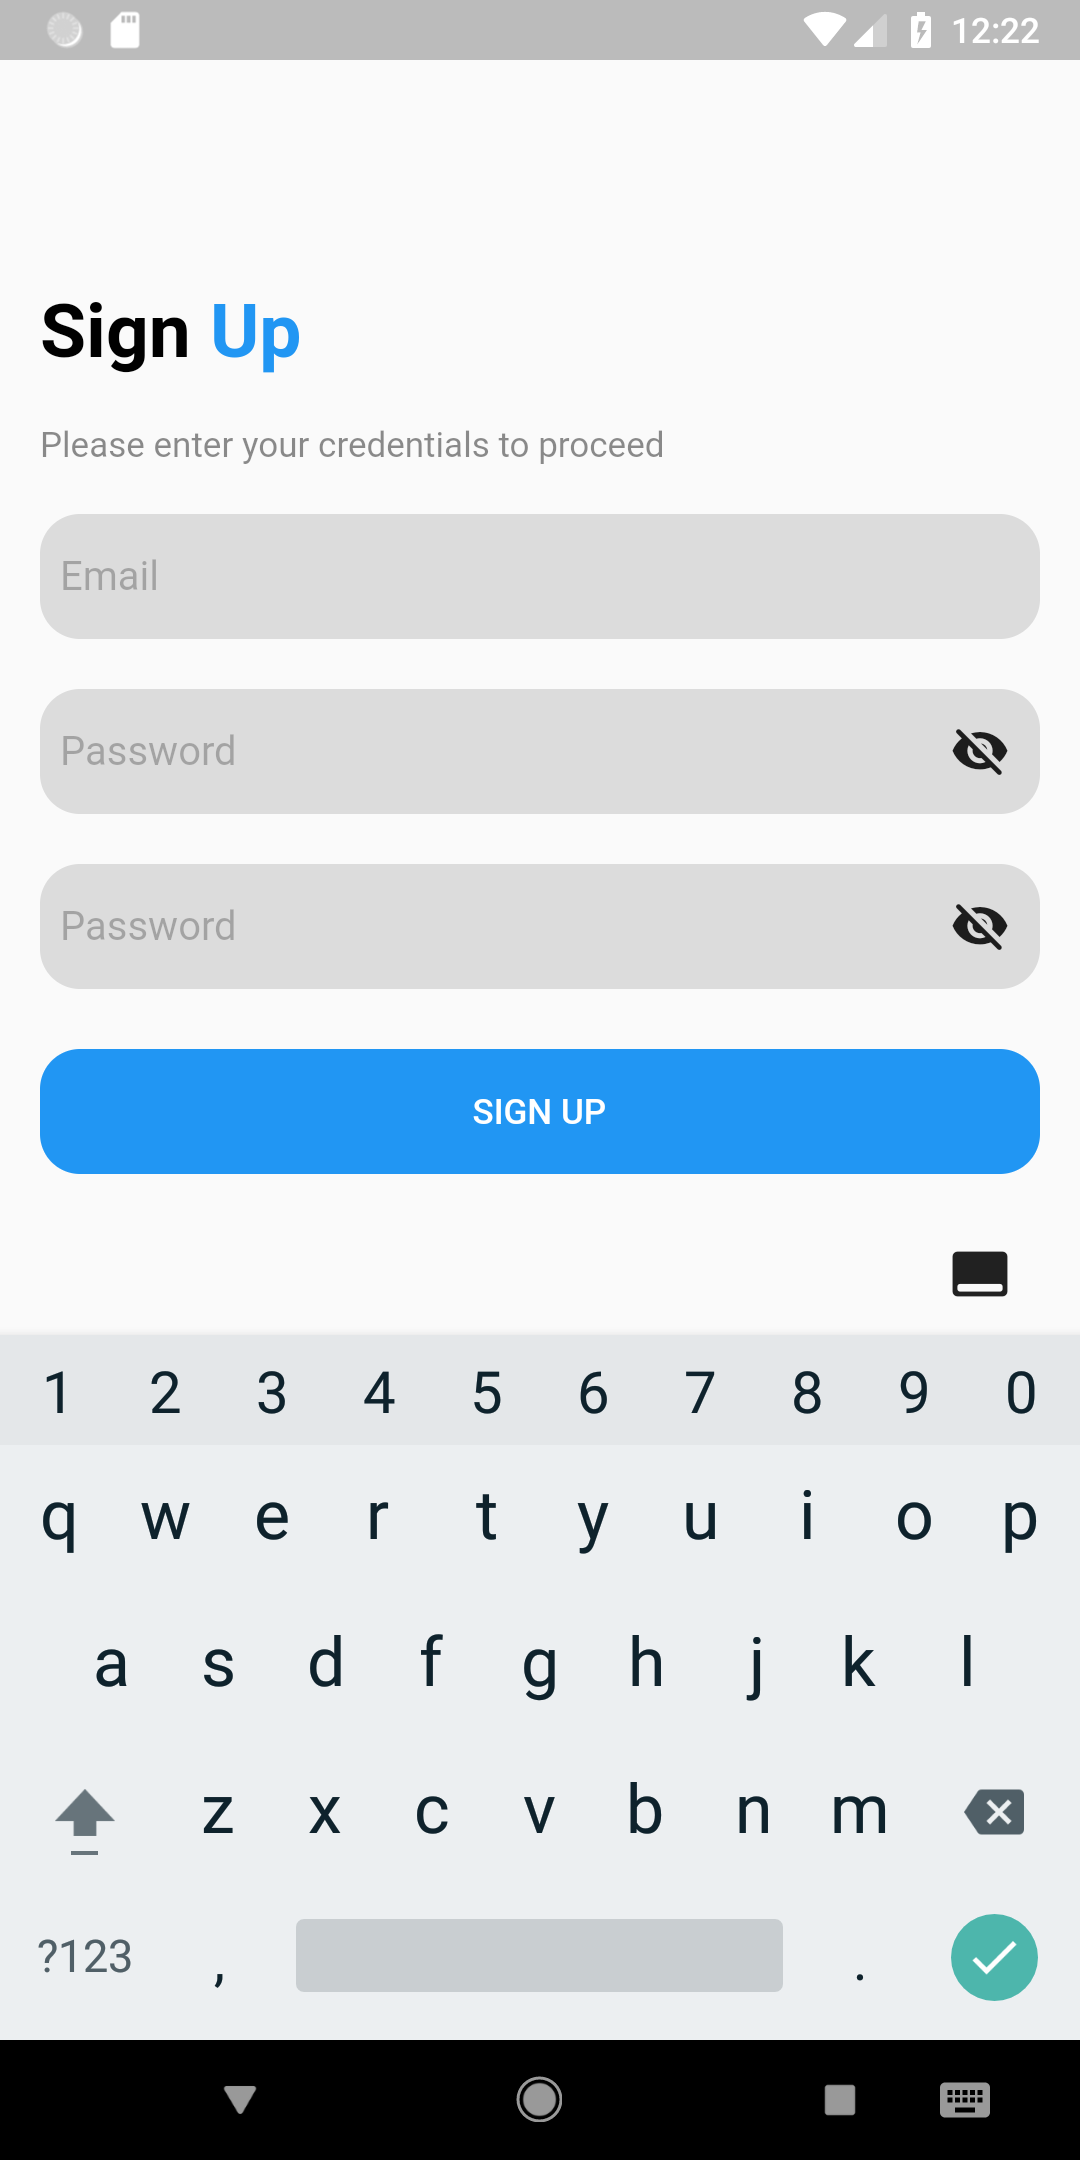 12:22
Sign Up
Please enter your credentials to proceed
Email
Password
Password
SIGN UP
1 2 3 4 5 6 7 8 9 0
q w e r t y u i o p
a s d f g h j k l
z x c v b n m
?123 , .